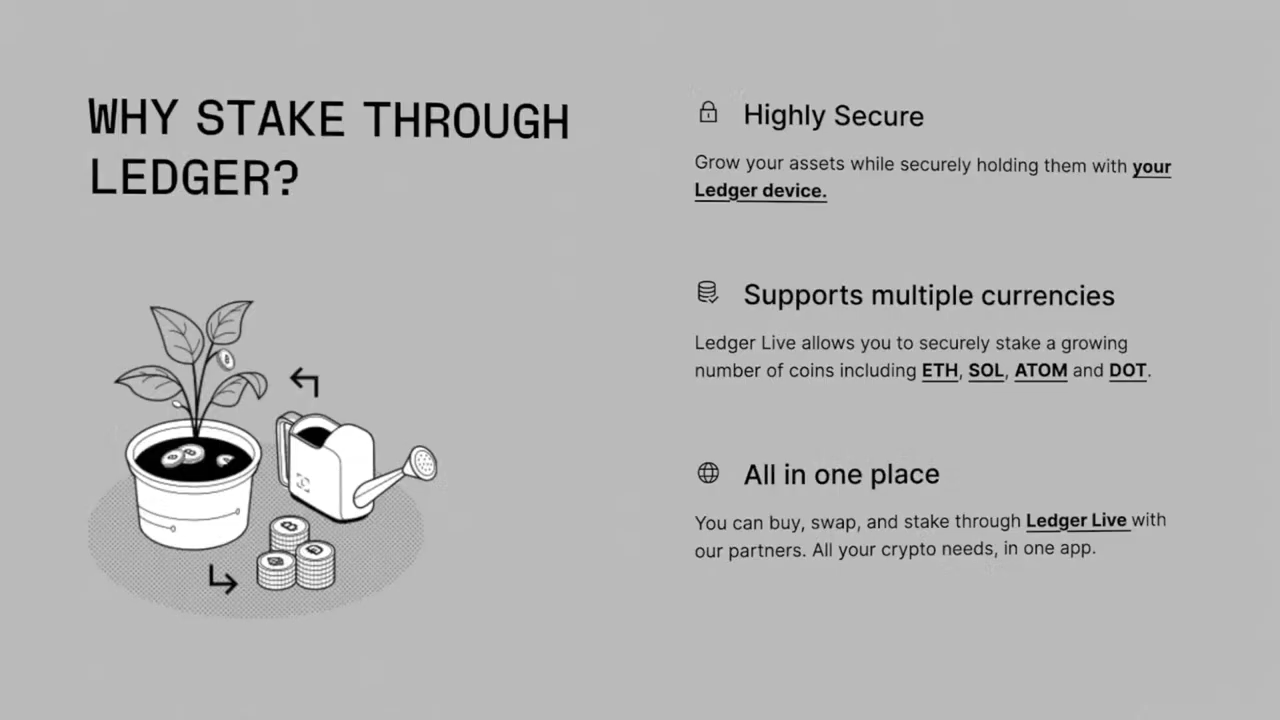 WHY STAKE THROUGH
LEDGER?
Highly Secure
Grow your assets while securely holding them with your
Ledger device.
Supports multiple currencies
Ledger Live allows you to securely stake a growing
number of coins including ETH, SOL, ATOM and DOT.
All in one place
You can buy, swap, and stake through Ledger Live with
our partners. All your crypto needs, in one app.